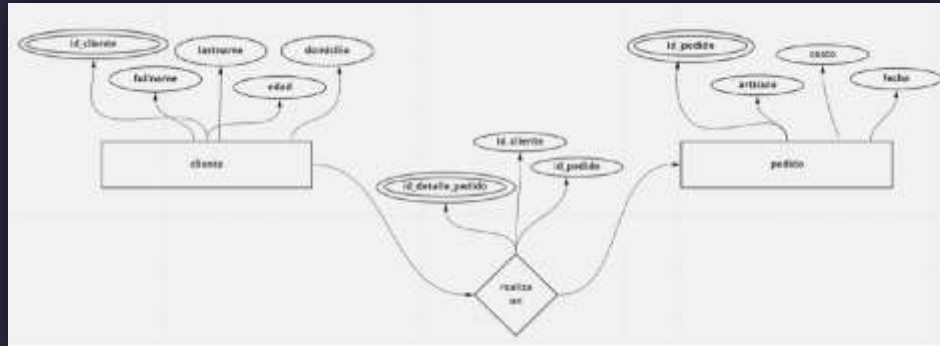 id_cliente
fullname
lastname
edad
domicilio
cliente
id_detalle_pedido
id_cliente
id_pedido
realiza
un
id_pedido
articulo
costo
fecha
pedido